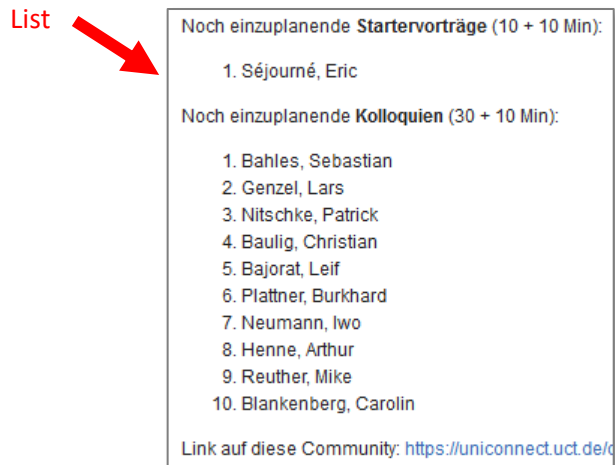 List
Noch einzuplanende Startervorträge (10 + 10 Min):
1. Séjourné, Eric
Noch einzuplanende Kolloquien (30 + 10 Min):
1. Bahles, Sebastian
2. Genzel, Lars
3. Nitschke, Patrick
4. Baulig, Christian
5. Bajorat, Leif
6. Plattner, Burkhard
7. Neumann, Iwo
8. Henne, Arthur
9. Reuther, Mike
10. Blankenberg, Carolin
Link auf diese Community: https://uniconnect.uct.de/